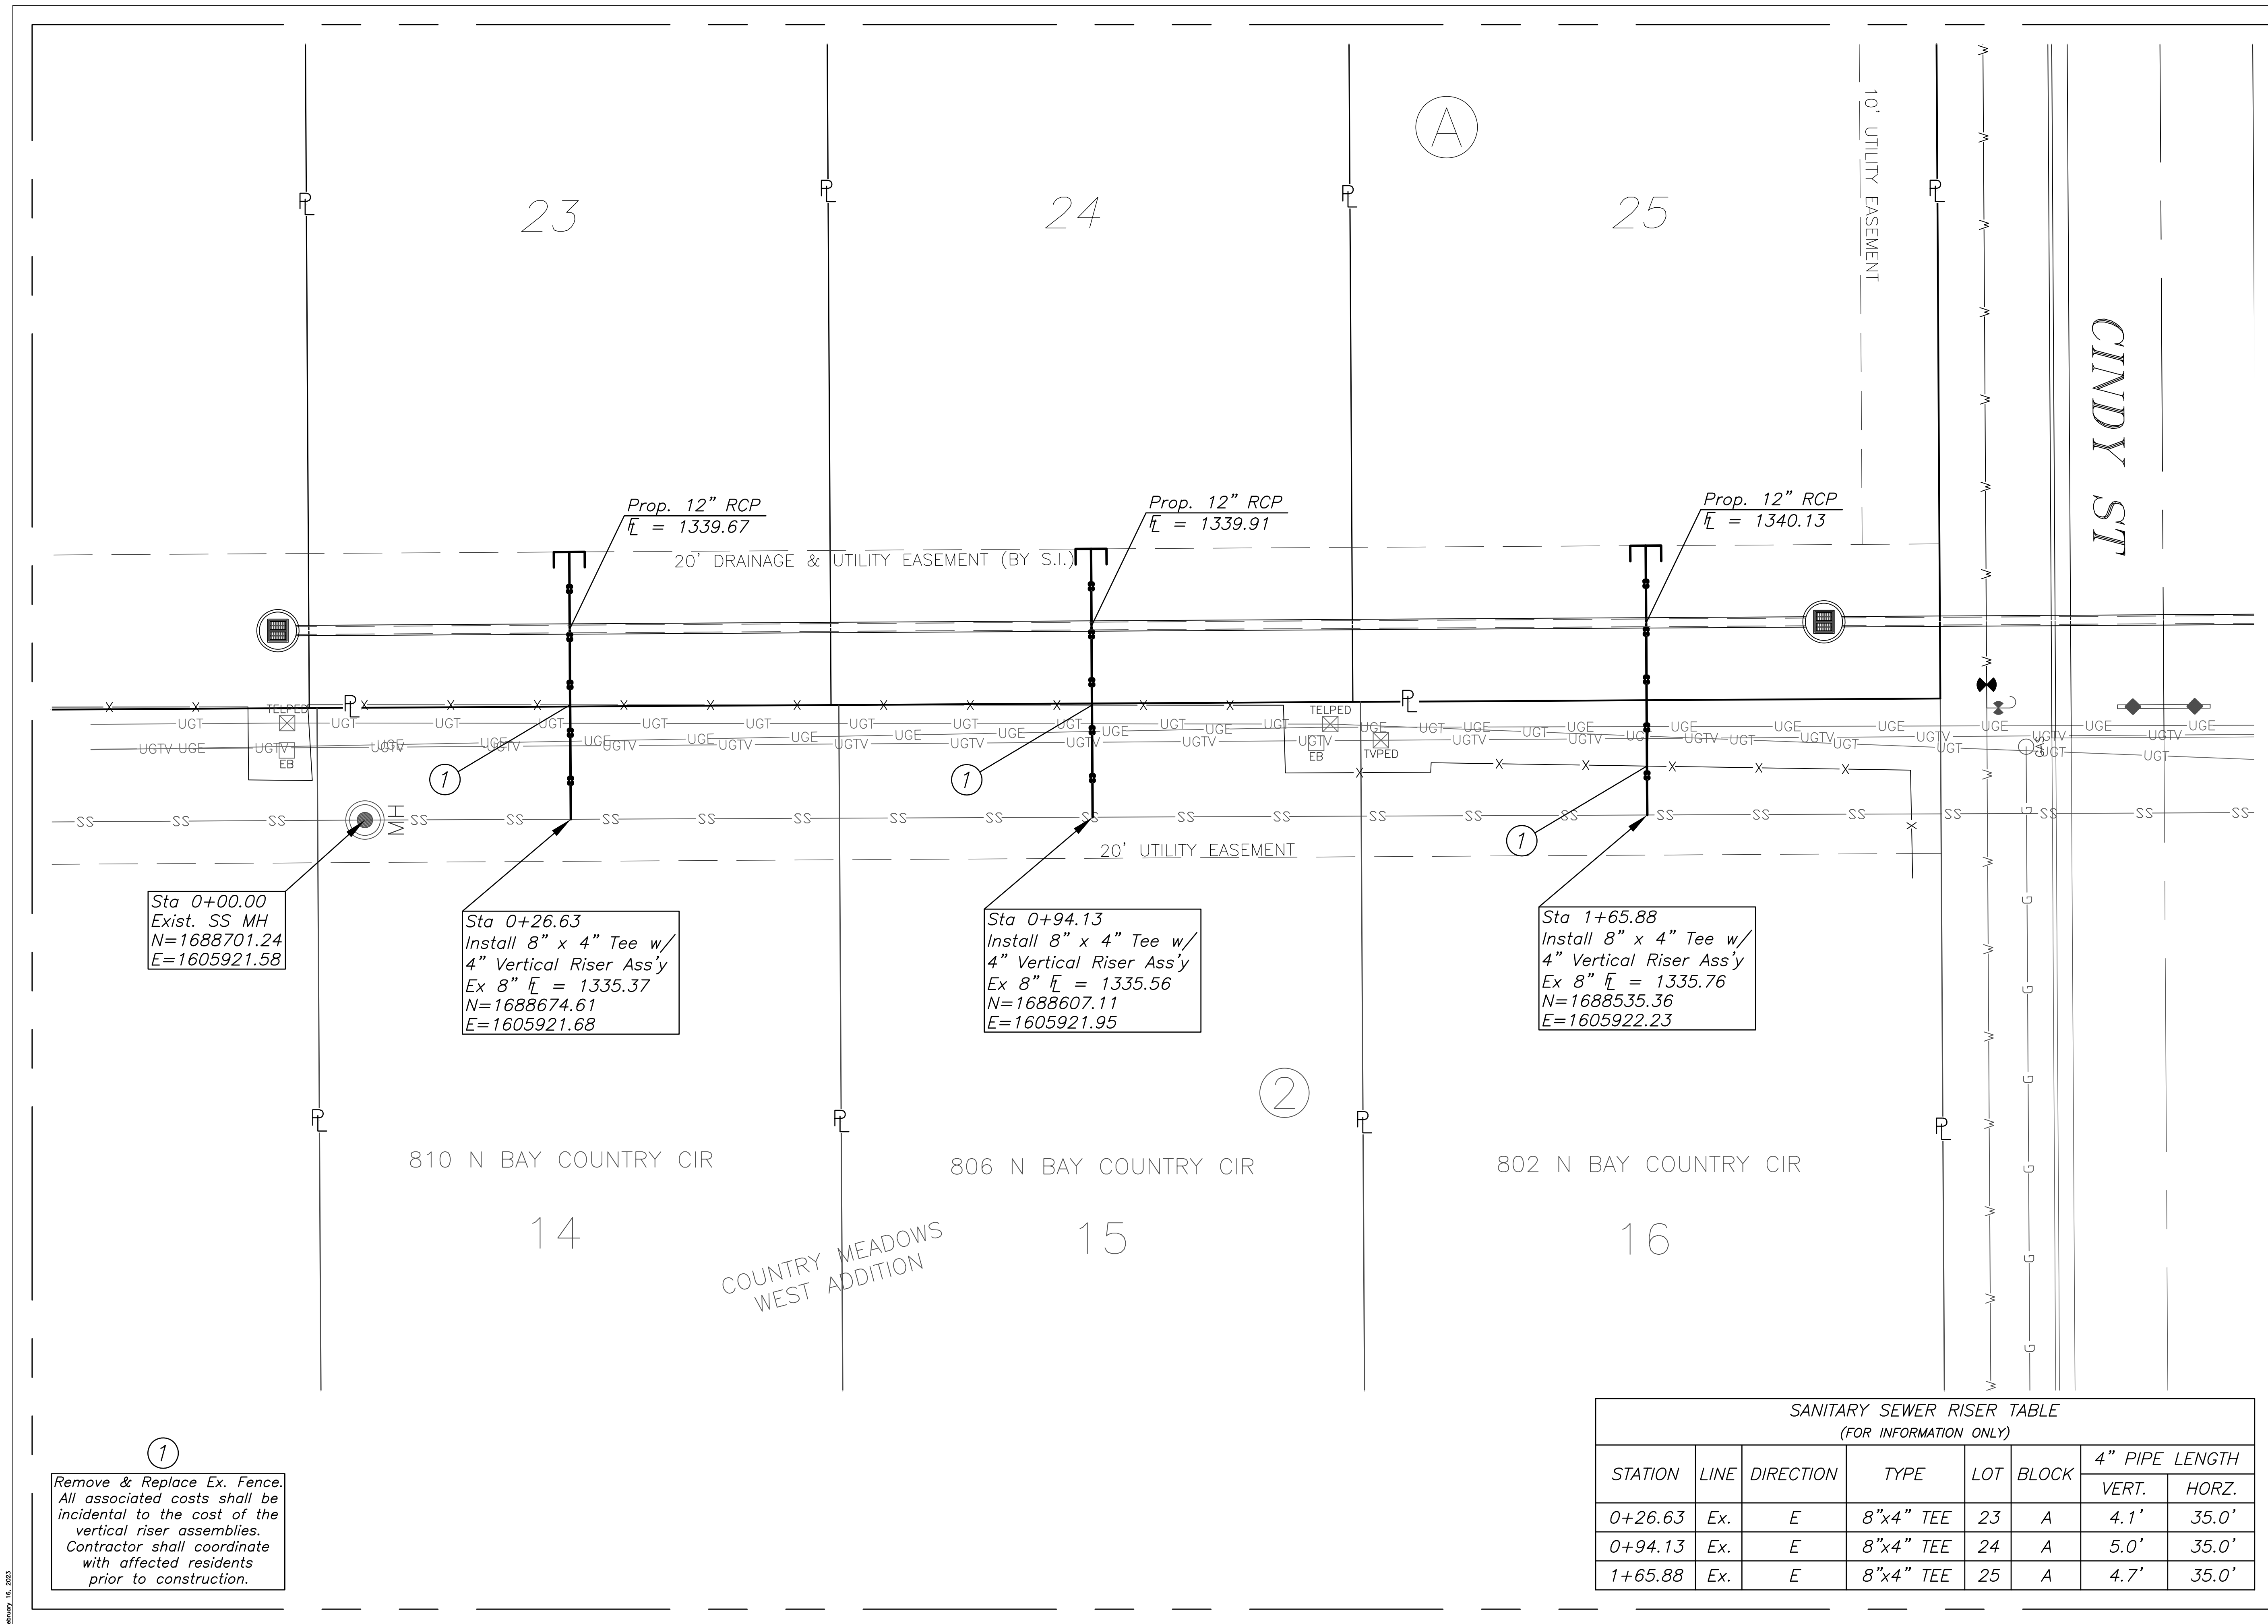 A
10' UTILITY EASEMENT
23
24
25
CINDY ST
Prop. 12" RCP
FL = 1339.67
Prop. 12" RCP
FL = 1339.91
Prop. 12" RCP
FL = 1340.13
20' DRAINAGE & UTILITY EASEMENT (BY S.I.)
TELPED
EB
MH
TELPED
EB
TVPED
GAS
1
1
1
20' UTILITY EASEMENT
Sta 0+00.00
Exist. SS MH
N=1688701.24
E=1605921.58
Sta 0+26.63
Install 8" x 4" Tee w/
4" Vertical Riser Ass'y
Ex 8" FL = 1335.37
N=1688674.61
E=1605921.68
Sta 0+94.13
Install 8" x 4" Tee w/
4" Vertical Riser Ass'y
Ex 8" FL = 1335.56
N=1688607.11
E=1605921.95
Sta 1+65.88
Install 8" x 4" Tee w/
4" Vertical Riser Ass'y
Ex 8" FL = 1335.76
N=1688535.36
E=1605922.23
2
810 N BAY COUNTRY CIR
806 N BAY COUNTRY CIR
802 N BAY COUNTRY CIR
14
15
16
COUNTRY MEADOWS
WEST ADDITION
1
Remove & Replace Ex. Fence.
All associated costs shall be
incidental to the cost of the
vertical riser assemblies.
Contractor shall coordinate
with affected residents
prior to construction.
SANITARY SEWER RISER TABLE
(FOR INFORMATION ONLY)
STATION LINE DIRECTION TYPE LOT BLOCK 4" PIPE LENGTH
VERT. HORZ.
0+26.63 Ex. E 8"x4" TEE 23 A 4.1' 35.0'
0+94.13 Ex. E 8"x4" TEE 24 A 5.0' 35.0'
1+65.88 Ex. E 8"x4" TEE 25 A 4.7' 35.0'
16, 2023